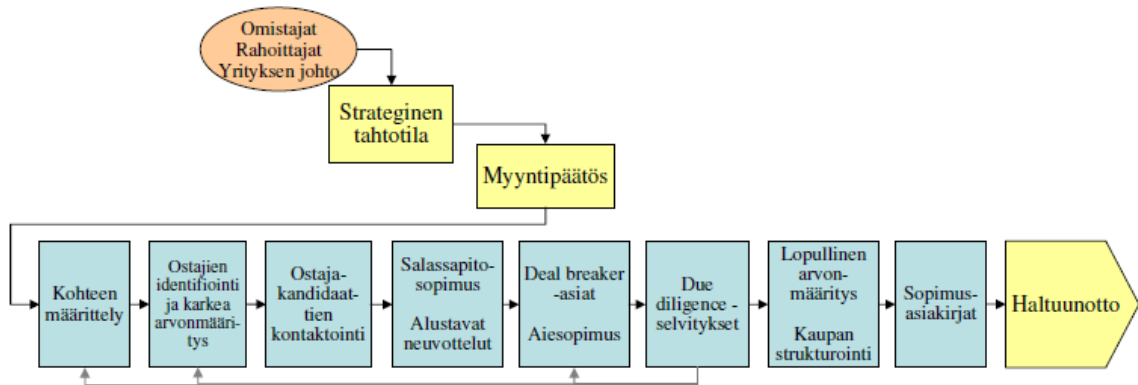 Omistajat
Rahoittajat
Yrityksen johto
Strateginen
tahtotila
Myyntipäätös
Kohteen
määrittely
Ostajien
identifiointi
ja karkea
arvonmääri-
tys
Ostaja-
kandidaat-
tien
kontaktointi
Salassapito-
sopimus
Alustavat
neuvottelut
Deal breaker
-asiat
Aiesopimus
Due
diligence -
selvitykset
Lopullinen
arvon-
määritys
Kaupan
strukturointi
Sopimus-
asiakirjat
Haltuunotto